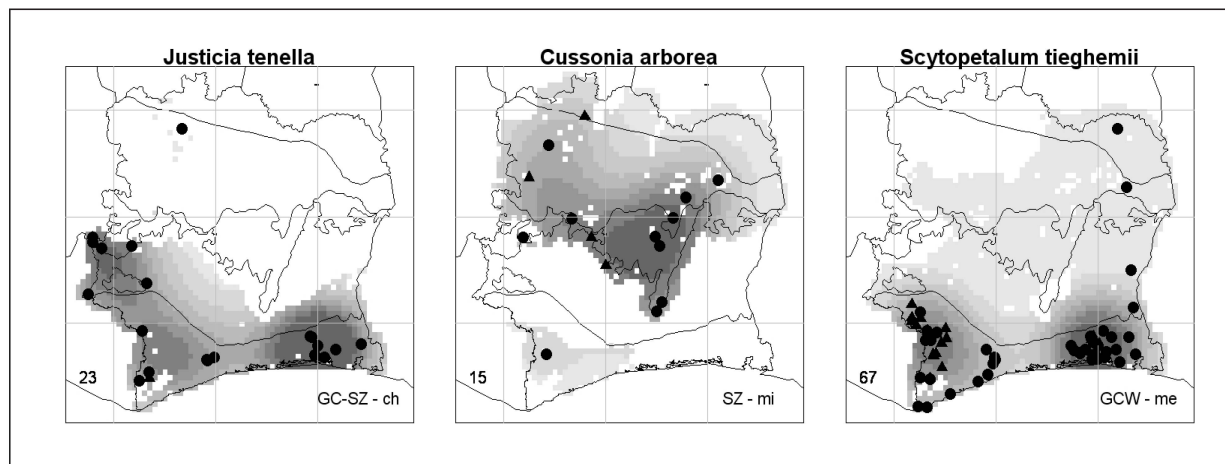 Justicia tenella
23
GC-SZ - ch
Cussonia arborea
15
SZ - mi
Scytopetalum tieghemii
67
GCW - me